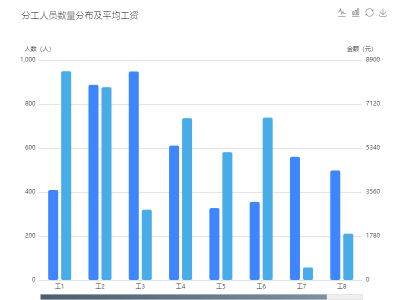 分工人员数量分布及平均工资
人数（人）
金额（元）
1,000
8900
800
7120
600
5340
400
3560
200
1780
0
0
工1
工2
工3
工4
工5
工6
工7
工8